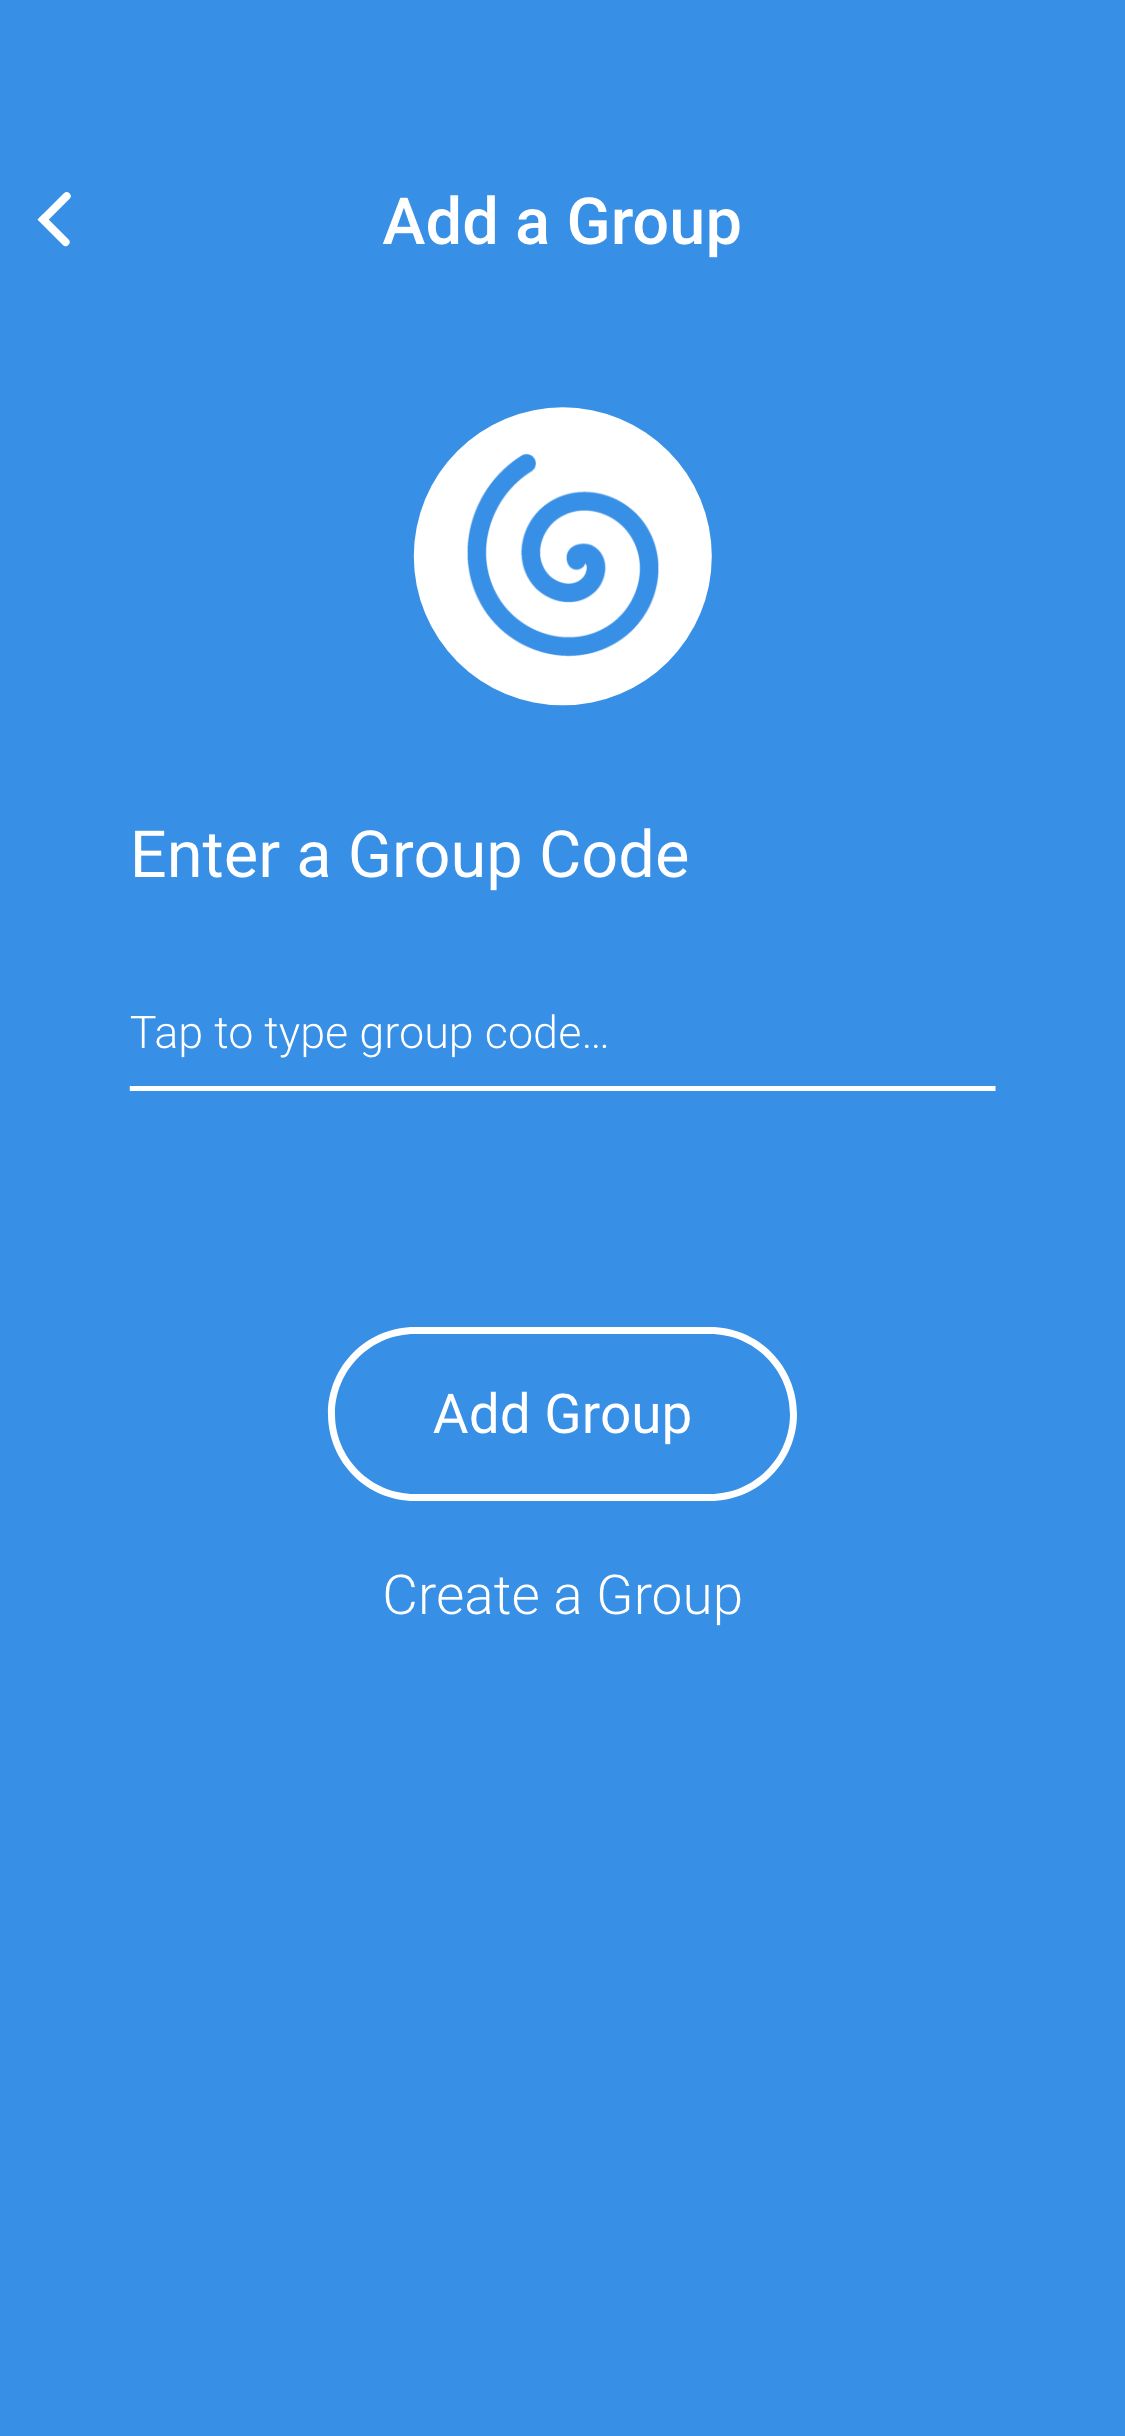 Add a Group
Enter a Group Code
Tap to type group code...
Add Group
Create a Group